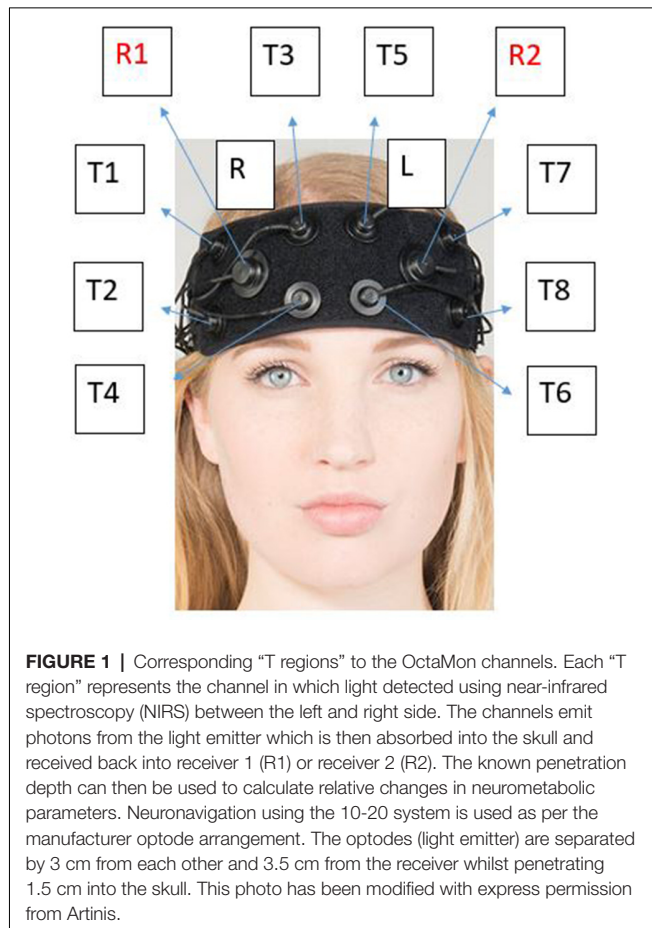 R1 T3 T5 R2
R L
T1 T7
T2 T8
T4 T6
FIGURE 1 | Corresponding “T regions” to the OctaMon channels. Each “T
region” represents the channel in which light detected using near-infrared
spectroscopy (NIRS) between the left and right side. The channels emit
photons from the light emitter which is then absorbed into the skull and
received back into receiver 1 (R1) or receiver 2 (R2). The known penetration
depth can then be used to calculate relative changes in neurometabolic
parameters. Neuronavigation using the 10-20 system is used as per the
manufacturer optode arrangement. The optodes (light emitter) are separated
by 3 cm from each other and 3.5 cm from the receiver whilst penetrating
1.5 cm into the skull. This photo has been modified with express permission
from Artinis.